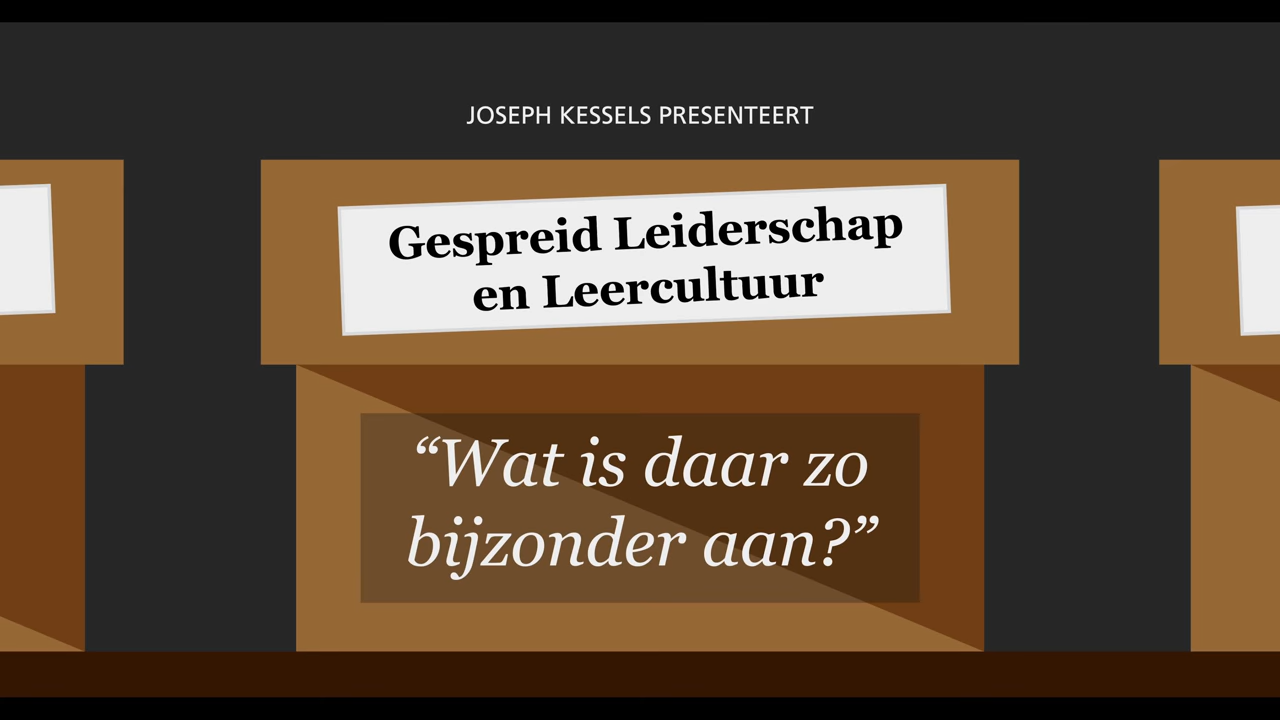 JOSEPH KESSELS PRESENTEERT
Gespreid Leiderschap
en Leercultuur
“Wat is daar zo
bijzonder aan?”